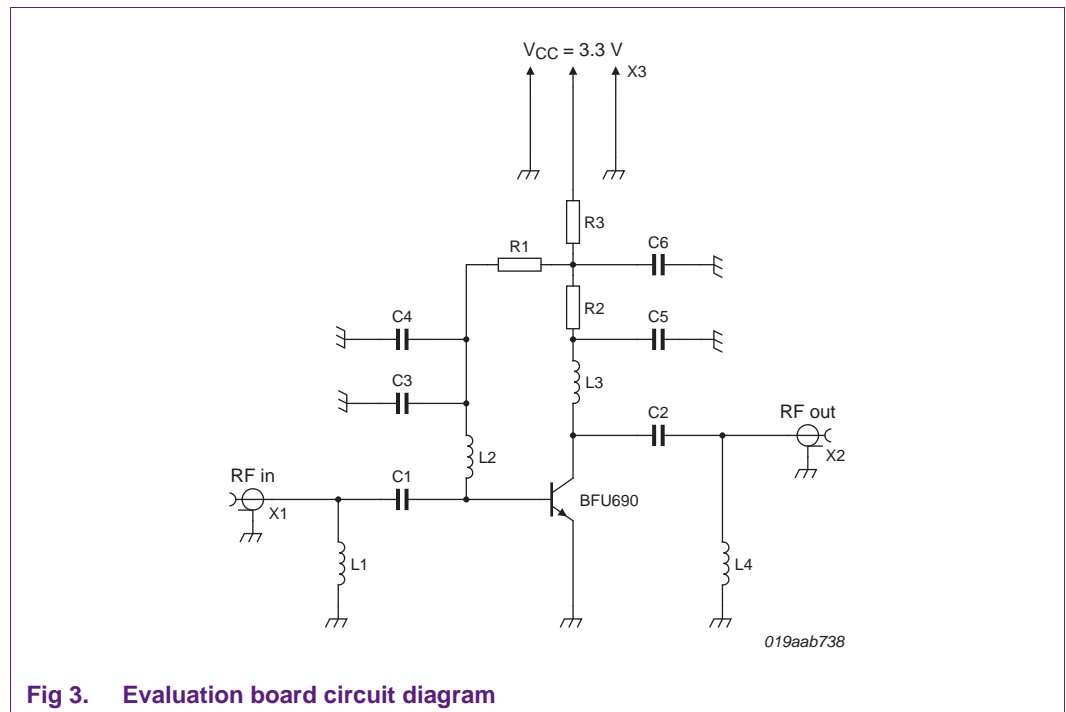 VCC = 3.3 V
X3
R3
R1
C6
R2
C4
C5
L3
C3
C2
RF out
X2
L2
RF in
C1
X1
BFU690
L1
L4
019aab738
Fig 3. Evaluation board circuit diagram